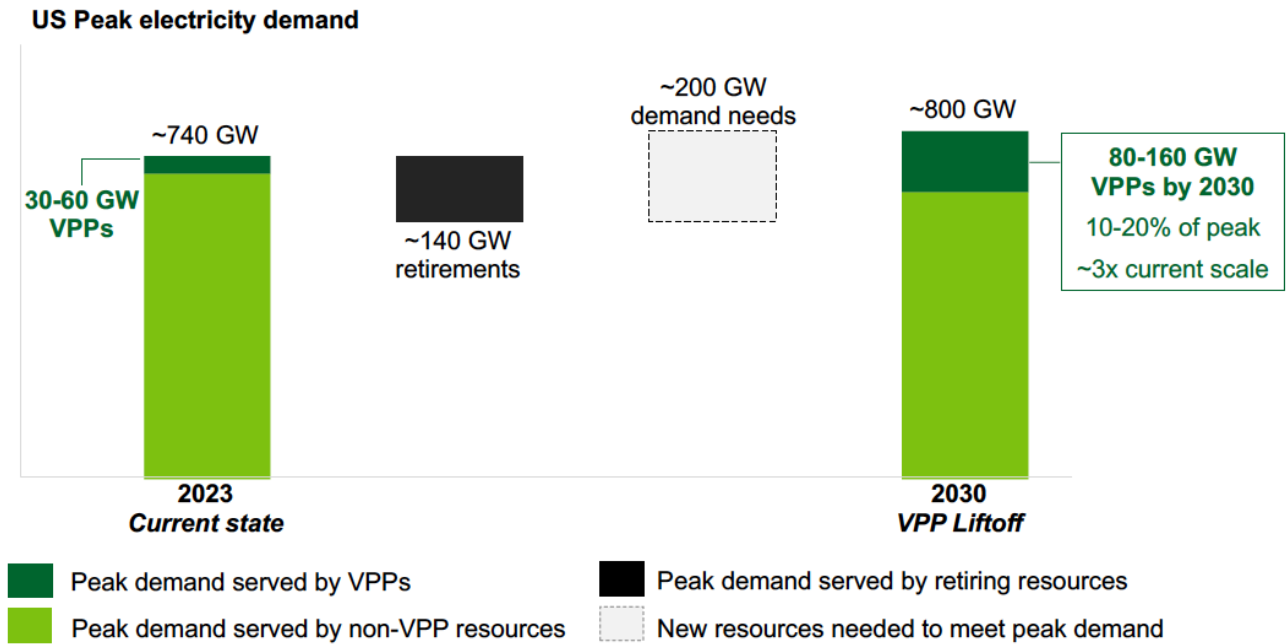 US Peak electricity demand
~740 GW
30-60 GW
VPPs
~140 GW
retirements
~200 GW
demand needs
~800 GW
80-160 GW
VPPs by 2030
10-20% of peak
~3x current scale
2023
Current state
2030
VPP Liftoff
Peak demand served by VPPs
Peak demand served by retiring resources
Peak demand served by non-VPP resources
New resources needed to meet peak demand